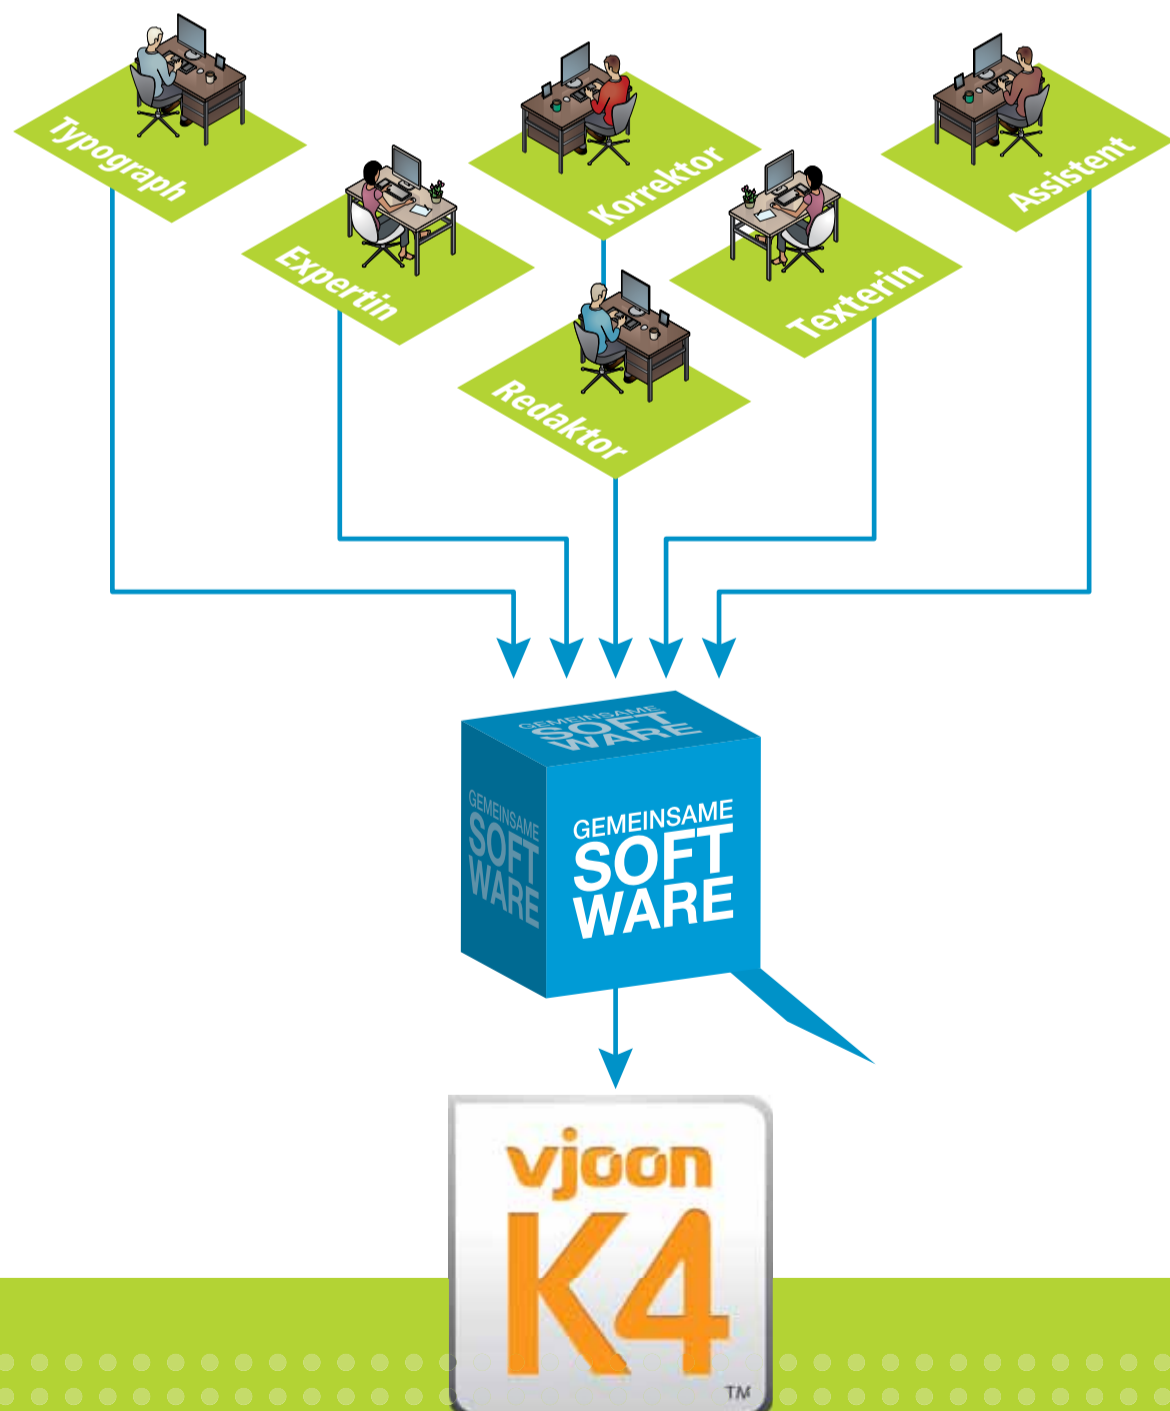 Typograph
Korrektor
Assistent
Expertin
Texterin
Redaktor
GEMEINSAME
SOFT
WARE
GEMEINSAME
SOFT
WARE
GEMEINSAME
SOFT
WARE
vjoon
K4
TM